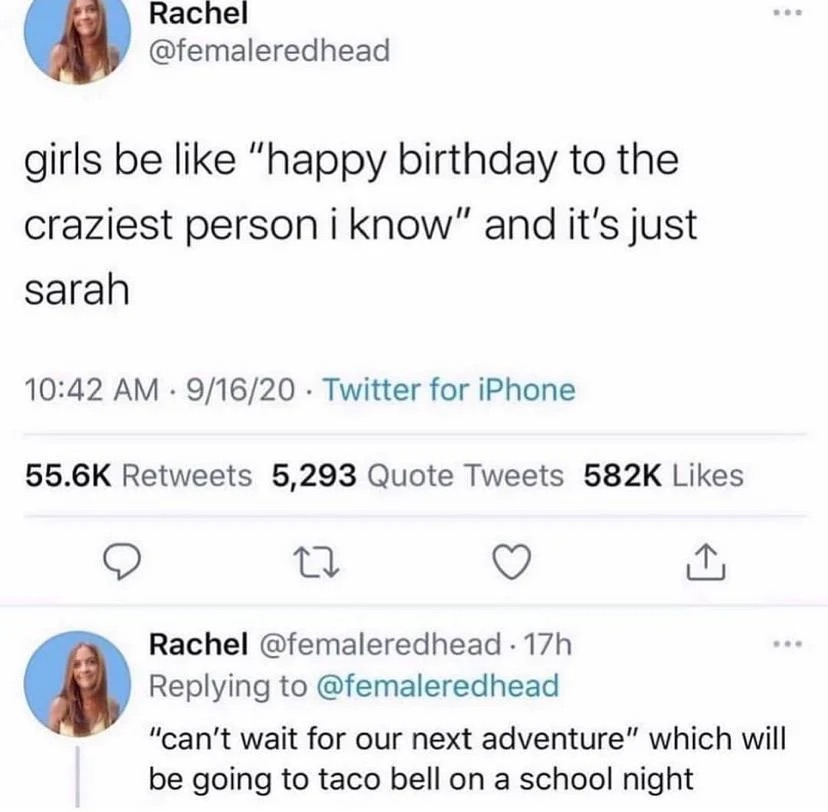 Rachel
@femaleredhead
girls be like "happy birthday to the
craziest person i know" and it's just
sarah
10:42 AM · 9/16/20 · Twitter for iPhone
55.6K Retweets 5,293 Quote Tweets 582K Likes
Rachel @femaleredhead · 17h
Replying to @femaleredhead
"can't wait for our next adventure" which will
be going to taco bell on a school night